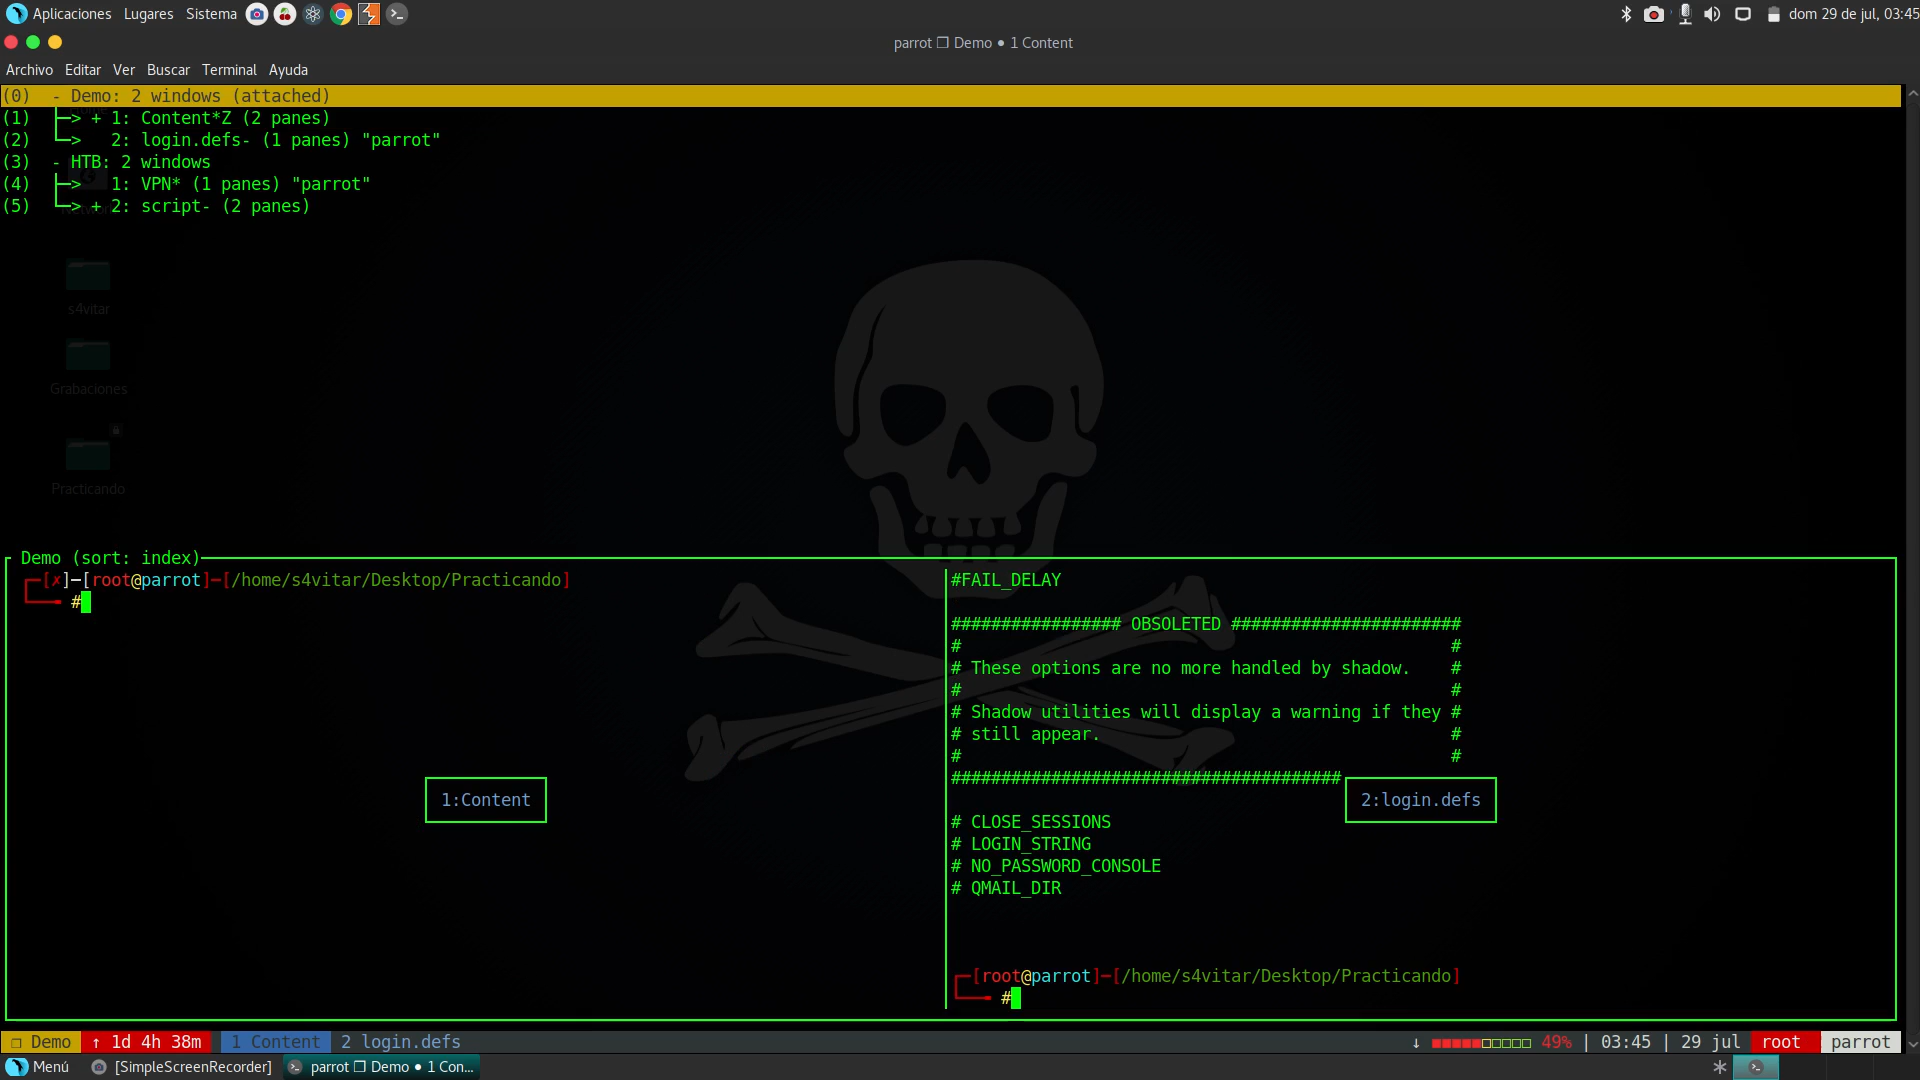 Aplicaciones Lugares Sistema
dom 29 de jul, 03:45
parrot ❐ Demo ● 1 Content
Archivo Editar Ver Buscar Terminal Ayuda
(0)  - Demo: 2 windows (attached)
(1)  ├─> + 1: Content*Z (2 panes)
(2)  └─>   2: login.defs- (1 panes) "parrot"
(3)  - HTB: 2 windows
(4)  ├─>   1: VPN* (1 panes) "parrot"
(5)  └─> + 2: script- (2 panes)
s4vitar
Grabaciones
Practicando
Demo (sort: index)
┌─[✗]─[root@parrot]─[/home/s4vitar/Desktop/Practicando]
└──╼ #
1:Content
#FAIL_DELAY
################# OBSOLETED #######################
#                                                 #
# These options are no more handled by shadow.    #
#                                                 #
# Shadow utilities will display a warning if they #
# still appear.                                   #
#                                                 #
#######################################
2:login.defs
# CLOSE_SESSIONS
# LOGIN_STRING
# NO_PASSWORD_CONSOLE
# QMAIL_DIR
┌─[root@parrot]─[/home/s4vitar/Desktop/Practicando]
└──╼ #
❐ Demo ↑ 1d 4h 38m 1 Content 2 login.defs ↓ 49% | 03:45 | 29 jul root parrot
Menú [SimpleScreenRecorder] parrot ❐ Demo ● 1 Con...